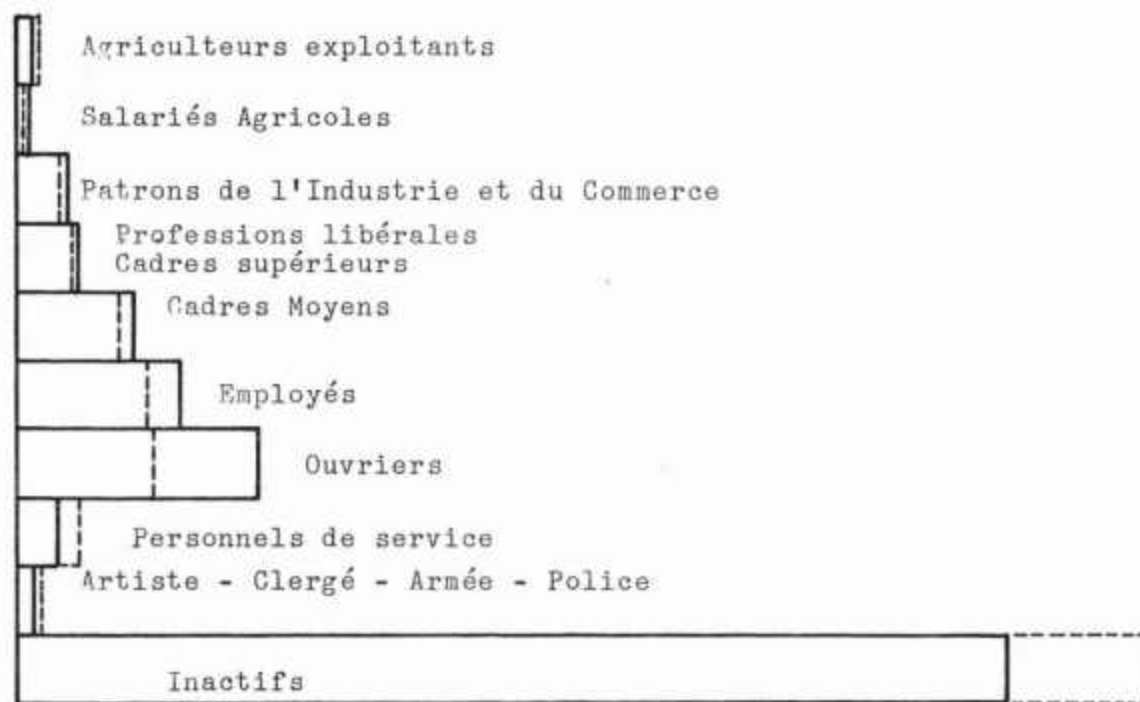 Agriculteurs exploitants
Salariés Agricoles
Patrons de l'Industrie et du Commerce
Professions libérales
Cadres supérieurs
Cadres Moyens
Employés
Ouvriers
Personnels de service
Artiste - Clergé - Armée - Police
Inactifs